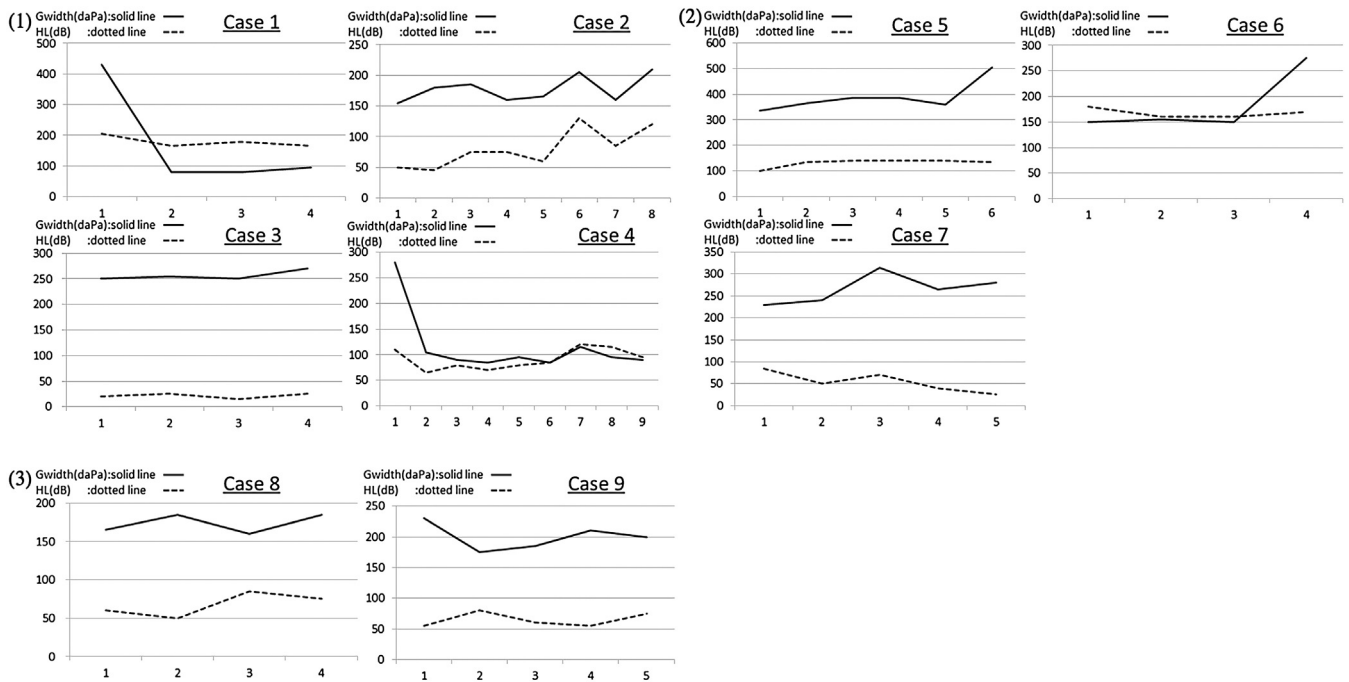 (1)
Gwidth(daPa):solid line
HL(dB) :dotted line
Case 1
500
400
300
200
100
0
1 2 3 4
Gwidth(daPa):solid line
HL(dB) :dotted line
Case 2
250
200
150
100
50
0
1 2 3 4 5 6 7 8
Gwidth(daPa):solid line
HL(dB) :dotted line
Case 3
300
250
200
150
100
50
0
1 2 3 4
Gwidth(daPa):solid line
HL(dB) :dotted line
Case 4
300
250
200
150
100
50
0
1 2 3 4 5 6 7 8 9
(2)
Gwidth(daPa):solid line
HL(dB) :dotted line
Case 5
600
500
400
300
200
100
0
1 2 3 4 5 6
Gwidth(daPa):solid line
HL(dB) :dotted line
Case 6
300
250
200
150
100
50
0
1 2 3 4
Gwidth(daPa):solid line
HL(dB) :dotted line
Case 7
350
300
250
200
150
100
50
0
1 2 3 4 5
(3)
Gwidth(daPa):solid line
HL(dB) :dotted line
Case 8
200
150
100
50
0
1 2 3 4
Gwidth(daPa):solid line
HL(dB) :dotted line
Case 9
250
200
150
100
50
0
1 2 3 4 5